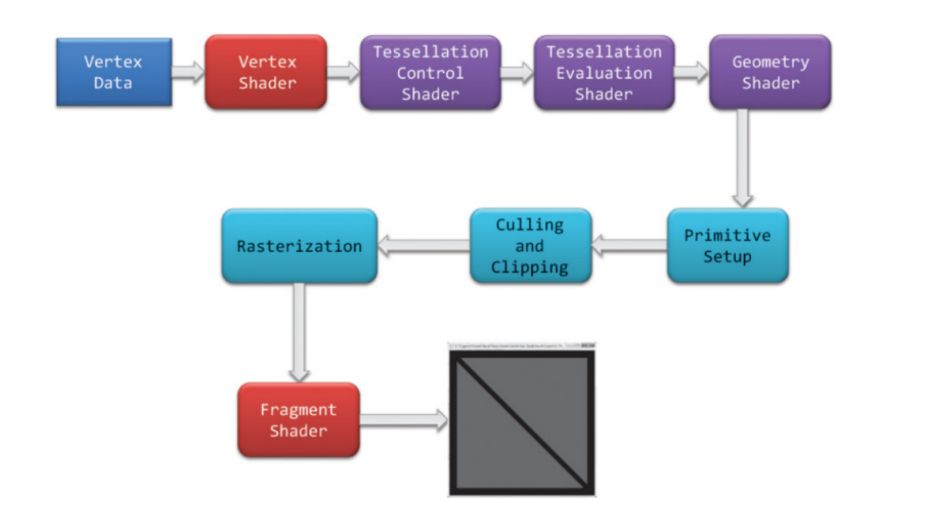 Vertex
Data
Vertex
Shader
Tessellation
Control
Shader
Tessellation
Evaluation
Shader
Geometry
Shader
Primitive
Setup
Culling
and
Clipping
Rasterization
Fragment
Shader